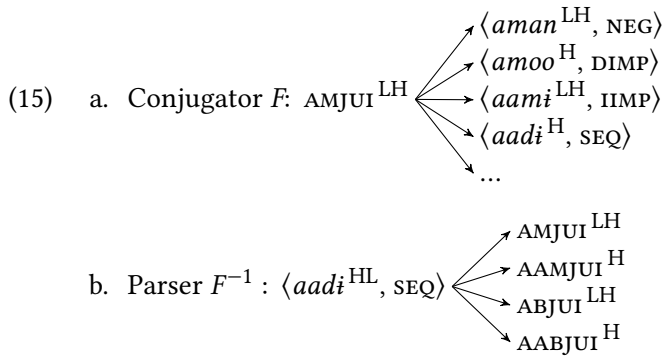 ⟨aman^LH, NEG⟩
⟨amoo^H, DIMP⟩
(15) a. Conjugator F: AMJUI^LH ⟨aamɨ^LH, IIMP⟩
⟨aadɨ^H, SEQ⟩
...
AMJUI^LH
AAMJUI^H
b. Parser F^−1 : ⟨aadɨ^HL, SEQ⟩
ABJUI^LH
AABJUI^H